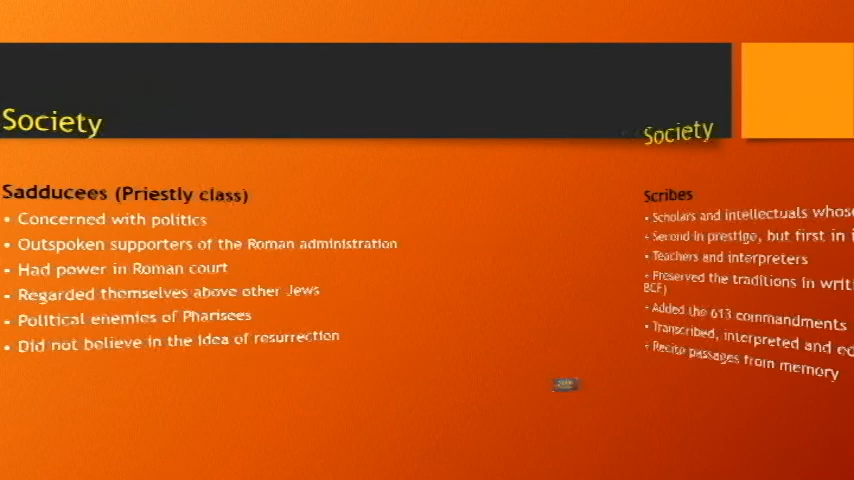 Society
Sadducees (Priestly class)
• Concerned with politics
• Outspoken supporters of the Roman administration
• Had power in Roman court
• Regarded themselves above other Jews
• Political enemies of Pharisees
• Did not believe in the idea of resurrection
Society
Scribes
• Scholars and intellectuals whose
• Second in prestige, but first in
• Teachers and interpreters
• Preserved the traditions in
BCE)
• Added the 613 commandments
• Transcribed, interpreted and
• Recite passages from memory